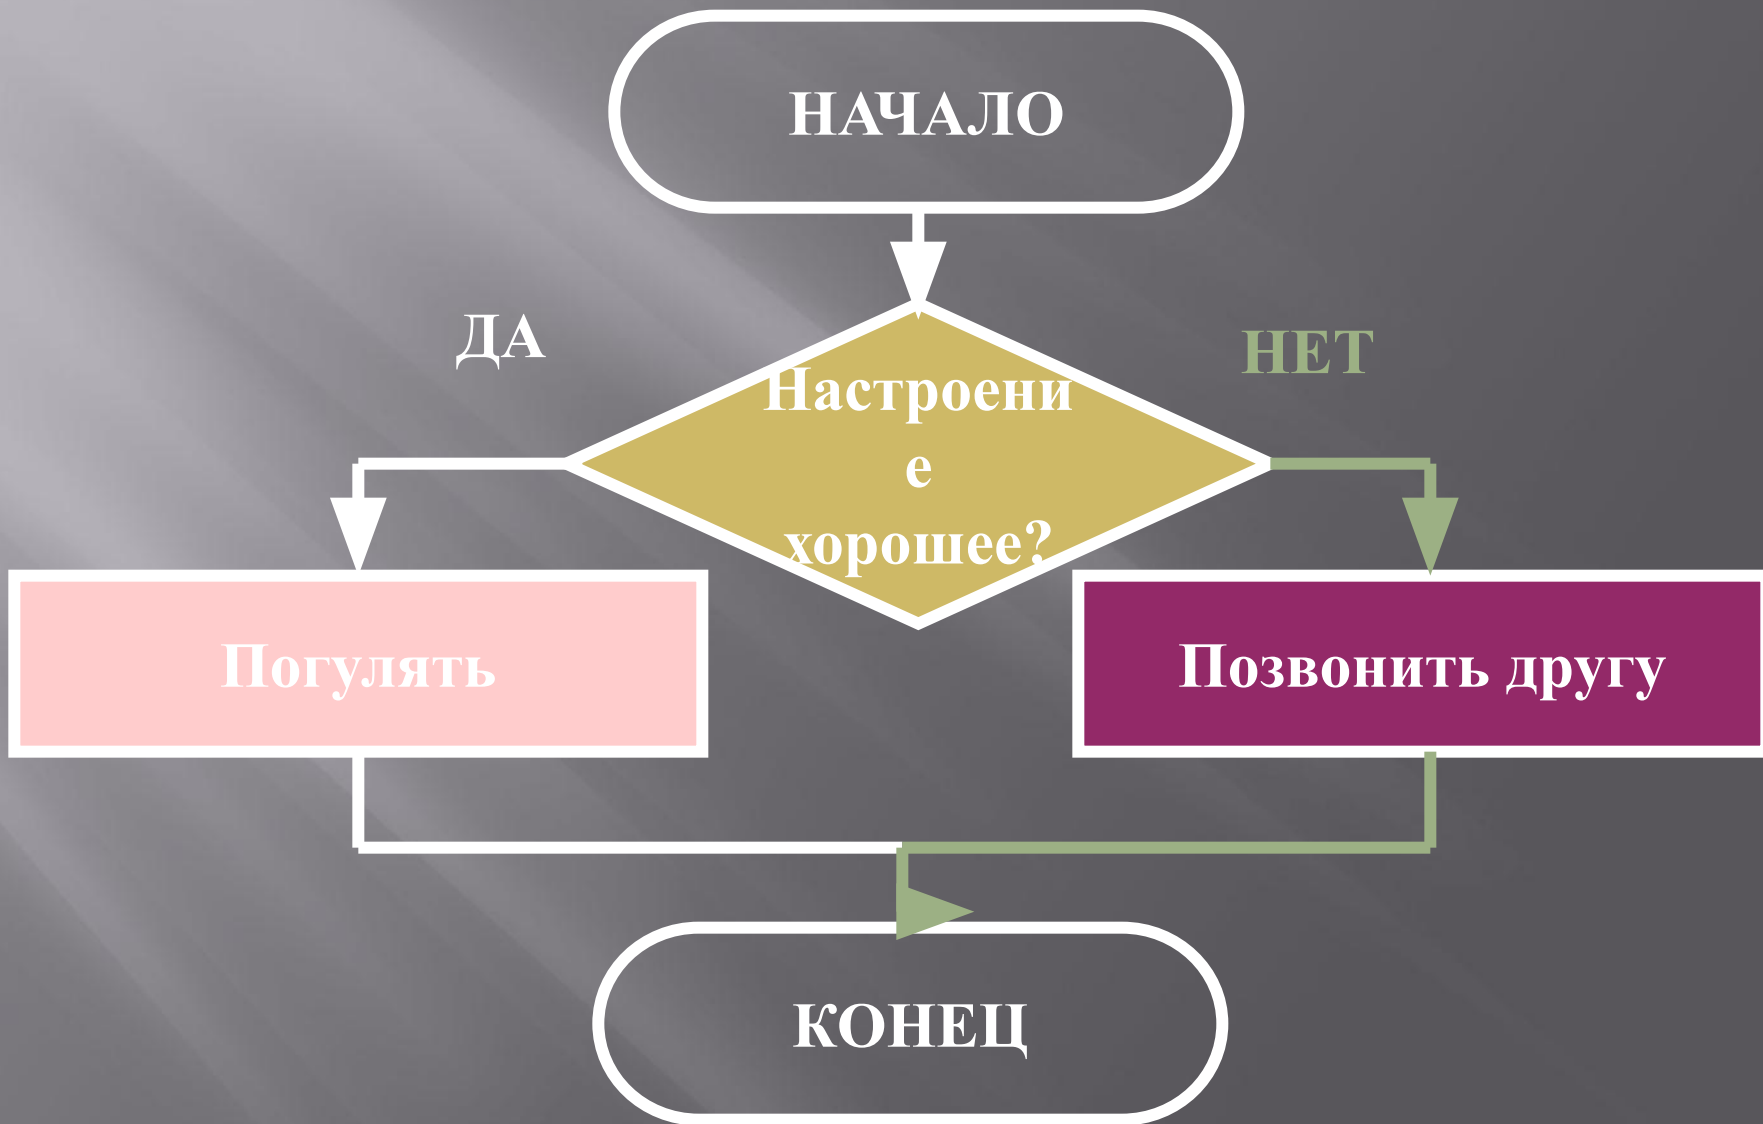 НАЧАЛО
ДА
НЕТ
Настроени
е
хорошее?
Погулять
Позвонить другу
КОНЕЦ